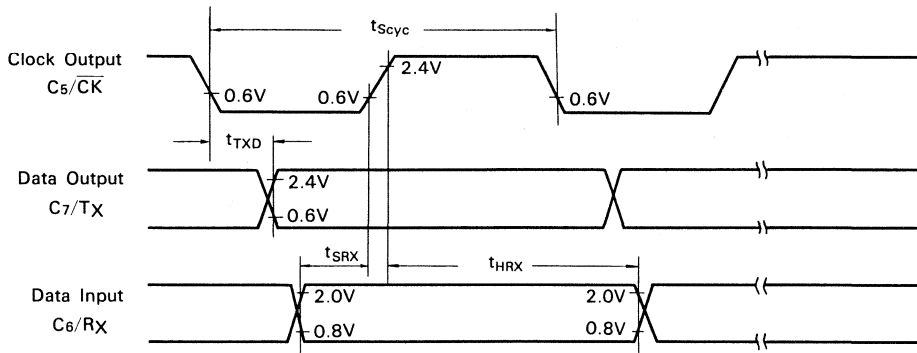 tScyc
Clock Output
C5/CK
2.4V
0.6V
0.6V
0.6V
tTXD
Data Output
C7/TX
2.4V
0.6V
tSRX
tHRX
Data Input
C6/RX
2.0V
2.0V
0.8V
0.8V